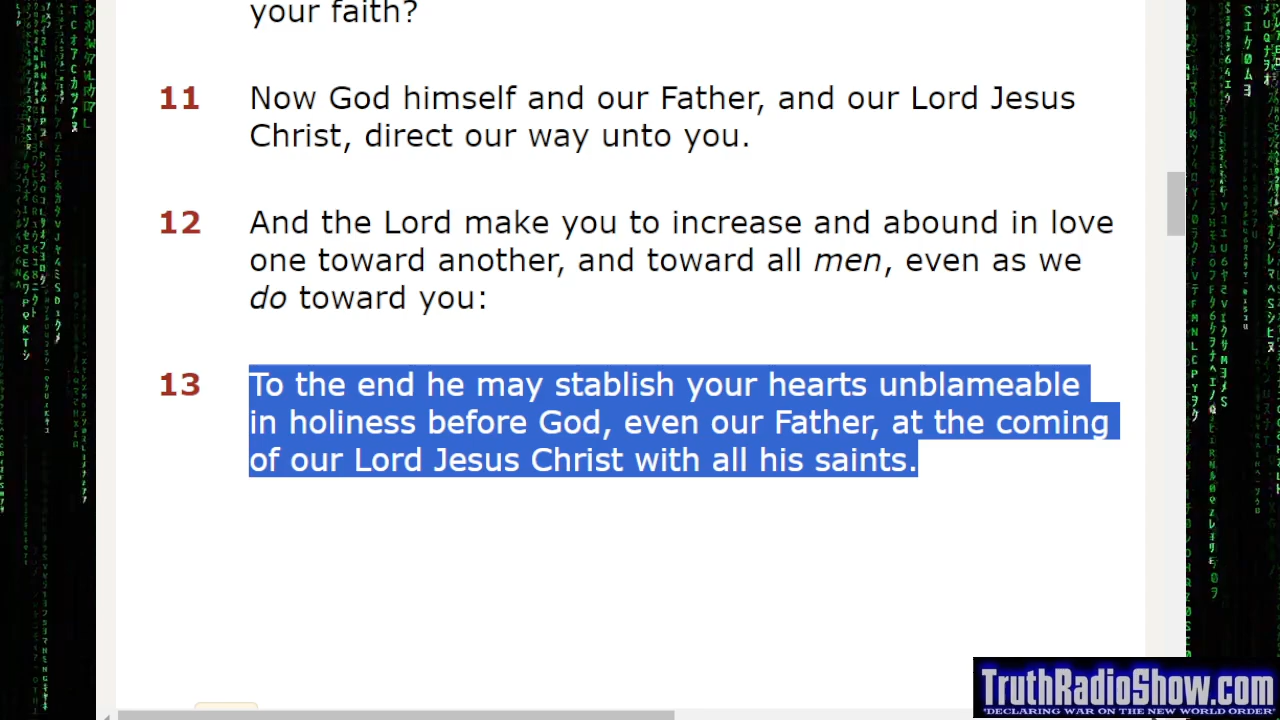 your faith?
11 Now God himself and our Father, and our Lord Jesus
Christ, direct our way unto you.
12 And the Lord make you to increase and abound in love
one toward another, and toward all men, even as we
do toward you:
13 To the end he may stablish your hearts unblameable
in holiness before God, even our Father, at the coming
of our Lord Jesus Christ with all his saints.
TruthRadioShow.com
"DECLARING WAR ON THE NEW WORLD ORDER"